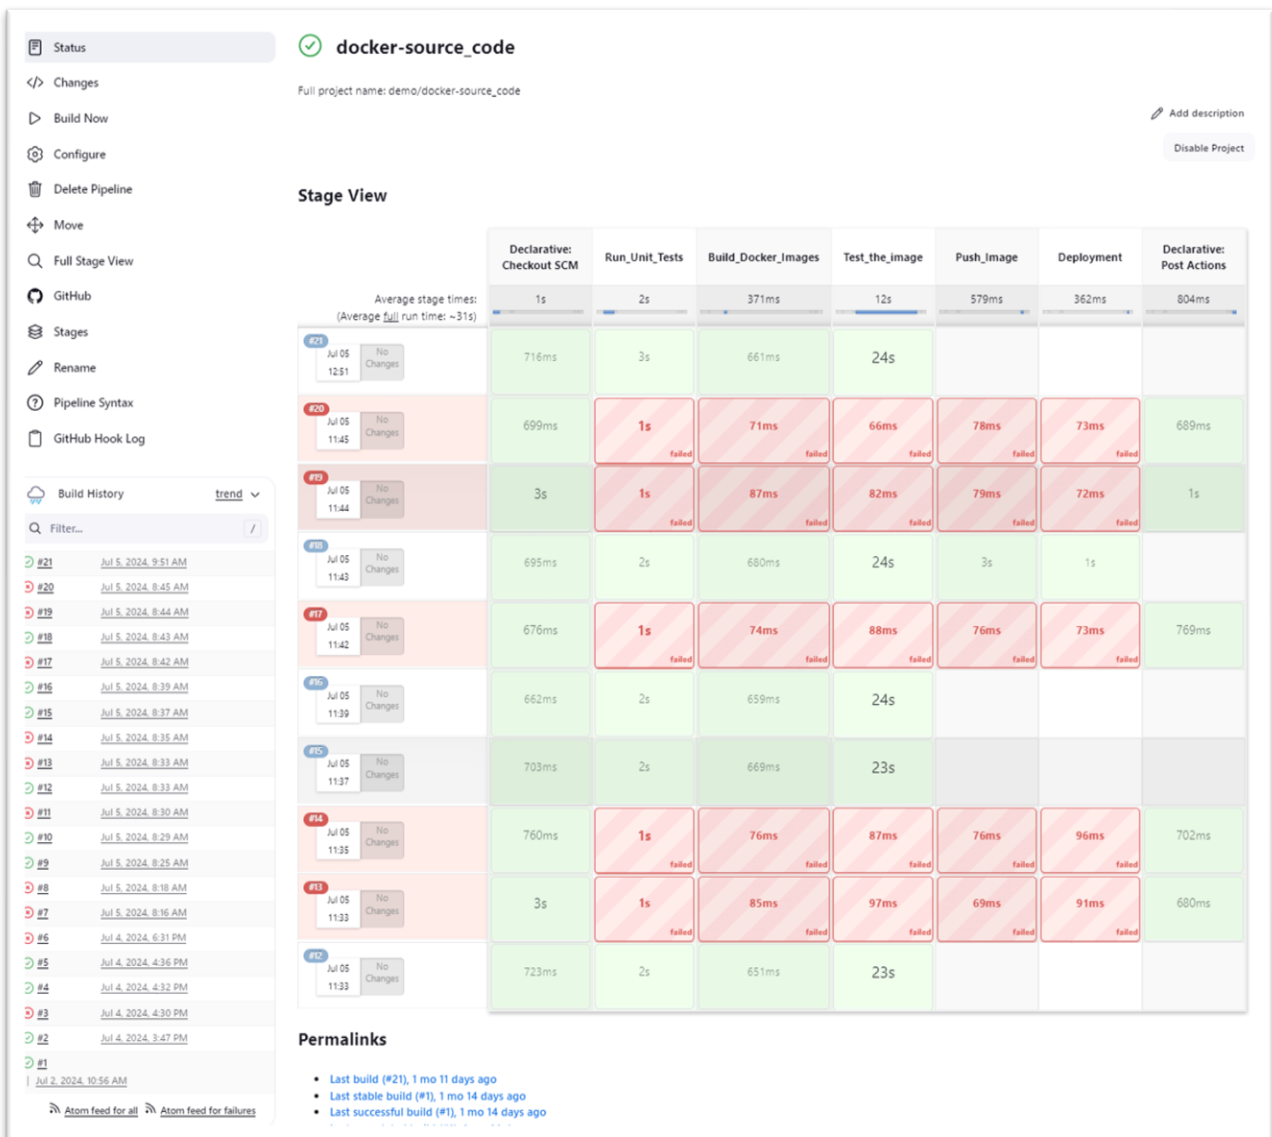 Status
Changes
Build Now
Configure
Delete Pipeline
Move
Full Stage View
GitHub
Stages
Rename
Pipeline Syntax
GitHub Hook Log
Build History
trend
Filter...
/
#21 Jul 5, 2024, 9:51 AM
#20 Jul 5, 2024, 8:45 AM
#19 Jul 5, 2024, 8:44 AM
#18 Jul 5, 2024, 8:43 AM
#17 Jul 5, 2024, 8:42 AM
#16 Jul 5, 2024, 8:39 AM
#15 Jul 5, 2024, 8:37 AM
#14 Jul 5, 2024, 8:35 AM
#13 Jul 5, 2024, 8:33 AM
#12 Jul 5, 2024, 8:33 AM
#11 Jul 5, 2024, 8:30 AM
#10 Jul 5, 2024, 8:29 AM
#9 Jul 5, 2024, 8:25 AM
#8 Jul 5, 2024, 8:18 AM
#7 Jul 5, 2024, 8:16 AM
#6 Jul 4, 2024, 6:31 PM
#5 Jul 4, 2024, 4:36 PM
#4 Jul 4, 2024, 4:32 PM
#3 Jul 4, 2024, 4:30 PM
#2 Jul 4, 2024, 3:47 PM
#1
Jul 2, 2024, 10:56 AM
Atom feed for all Atom feed for failures
docker-source_code
Full project name: demo/docker-source_code
Add description
Disable Project
Stage View
Declarative: Checkout SCM
Run_Unit_Tests
Build_Docker_Images
Test_the_image
Push_Image
Deployment
Declarative: Post Actions
Average stage times:
(Average full run time: ~31s)
1s 2s 371ms 12s 579ms 362ms 804ms
#21
Jul 05
12:51
No Changes
716ms 3s 661ms 24s
#20
Jul 05
11:45
No Changes
699ms 1s 71ms 66ms 78ms 73ms 689ms
failed failed failed failed failed
#19
Jul 05
11:44
No Changes
3s 1s 87ms 82ms 79ms 72ms 1s
failed failed failed failed failed
#18
Jul 05
11:43
No Changes
695ms 2s 680ms 24s 3s 1s
#17
Jul 05
11:42
No Changes
676ms 1s 74ms 88ms 76ms 73ms 769ms
failed failed failed failed failed
#16
Jul 05
11:39
No Changes
662ms 2s 659ms 24s
#15
Jul 05
11:37
No Changes
703ms 2s 669ms 23s
#14
Jul 05
11:35
No Changes
760ms 1s 76ms 87ms 76ms 96ms 702ms
failed failed failed failed failed
#13
Jul 05
11:33
No Changes
3s 1s 85ms 97ms 69ms 91ms 680ms
failed failed failed failed failed
#12
Jul 05
11:33
No Changes
723ms 2s 651ms 23s
Permalinks
Last build (#21), 1 mo 11 days ago
Last stable build (#1), 1 mo 14 days ago
Last successful build (#1), 1 mo 14 days ago